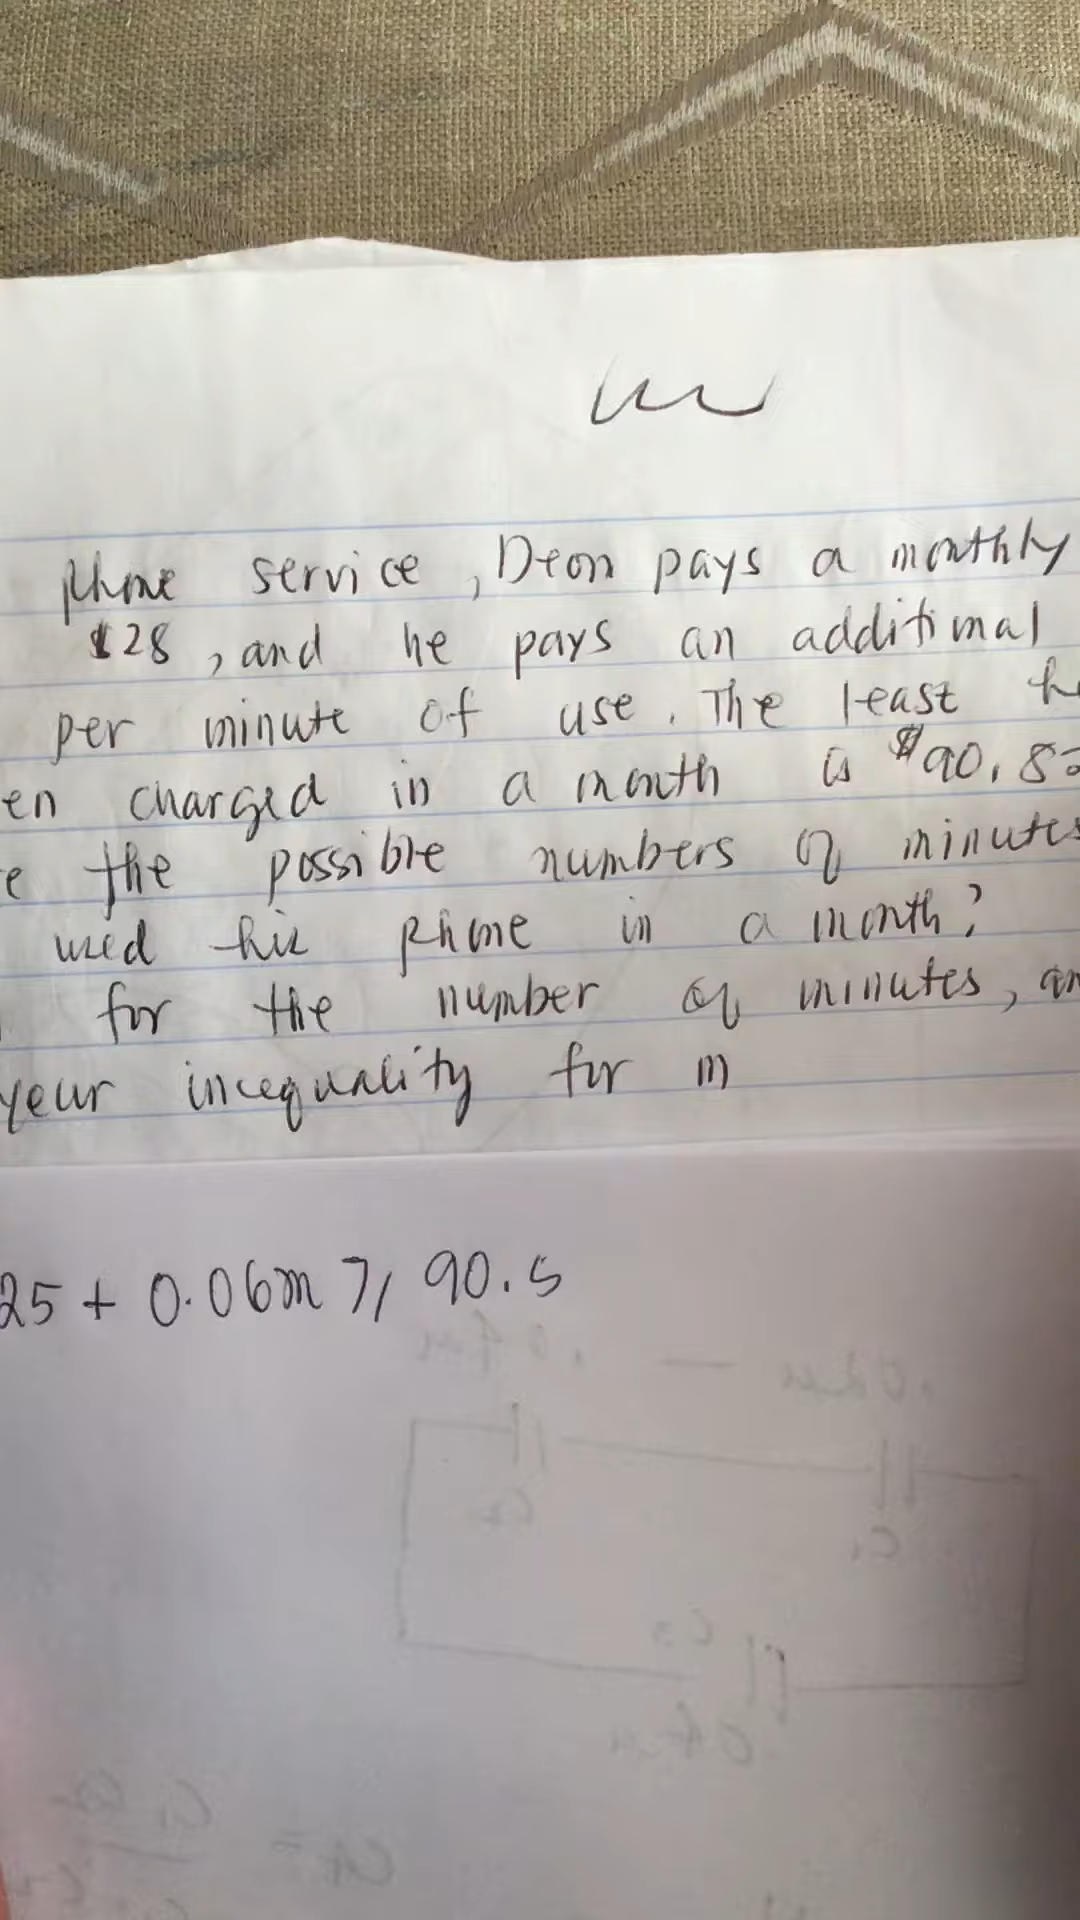 phone service, Deon pays a monthly
$28, and he pays an additional
per minute of use. The least
en charged in a month is $90.82
e the possible numbers of minutes
used his phone in a month?
for the number of minutes, an
your inequality for m
25 + 0.06m ≥ 90.5